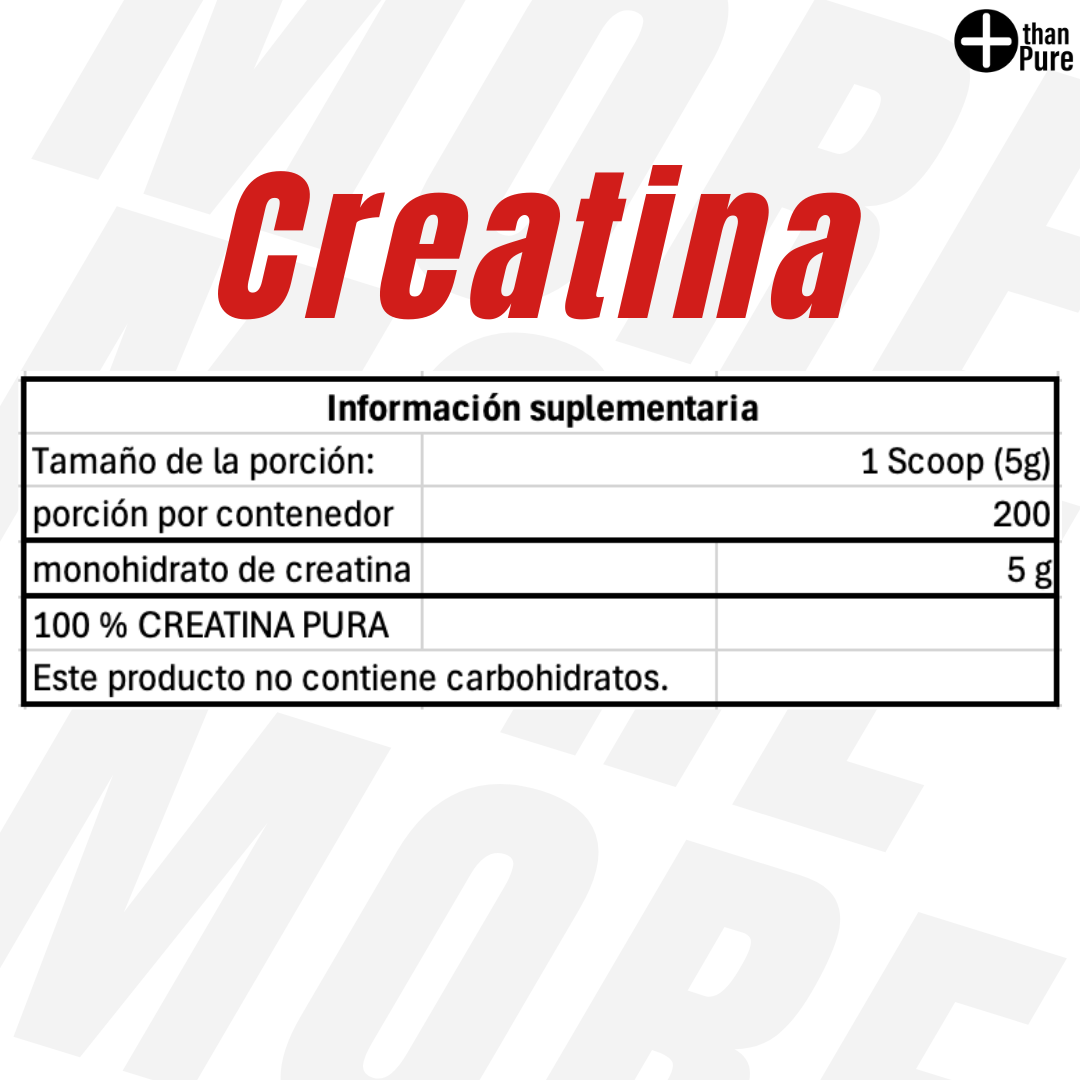 than
Pure
Creatina
Información suplementaria
Tamaño de la porción: 1 Scoop (5g)
porción por contenedor 200
monohidrato de creatina 5 g
100 % CREATINA PURA
Este producto no contiene carbohidratos.
MORE
MORE
MORE